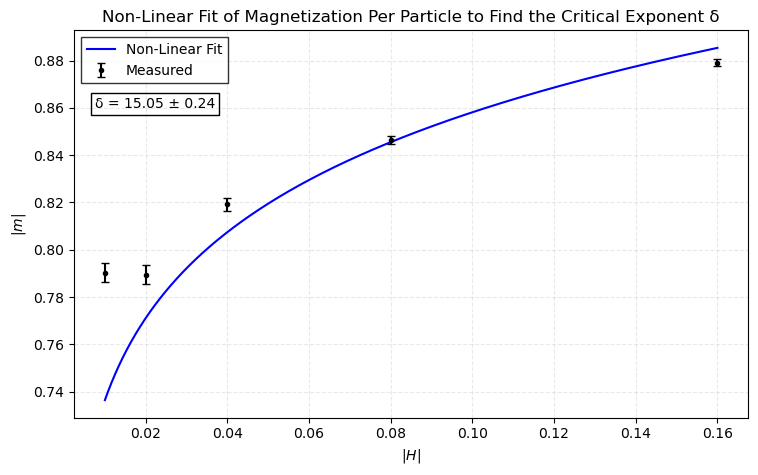 Non-Linear Fit of Magnetization Per Particle to Find the Critical Exponent δ
Non-Linear Fit
Measured
δ = 15.05 ± 0.24
|m|
0.88
0.86
0.84
0.82
0.80
0.78
0.76
0.74
0.02 0.04 0.06 0.08 0.10 0.12 0.14 0.16
|H|